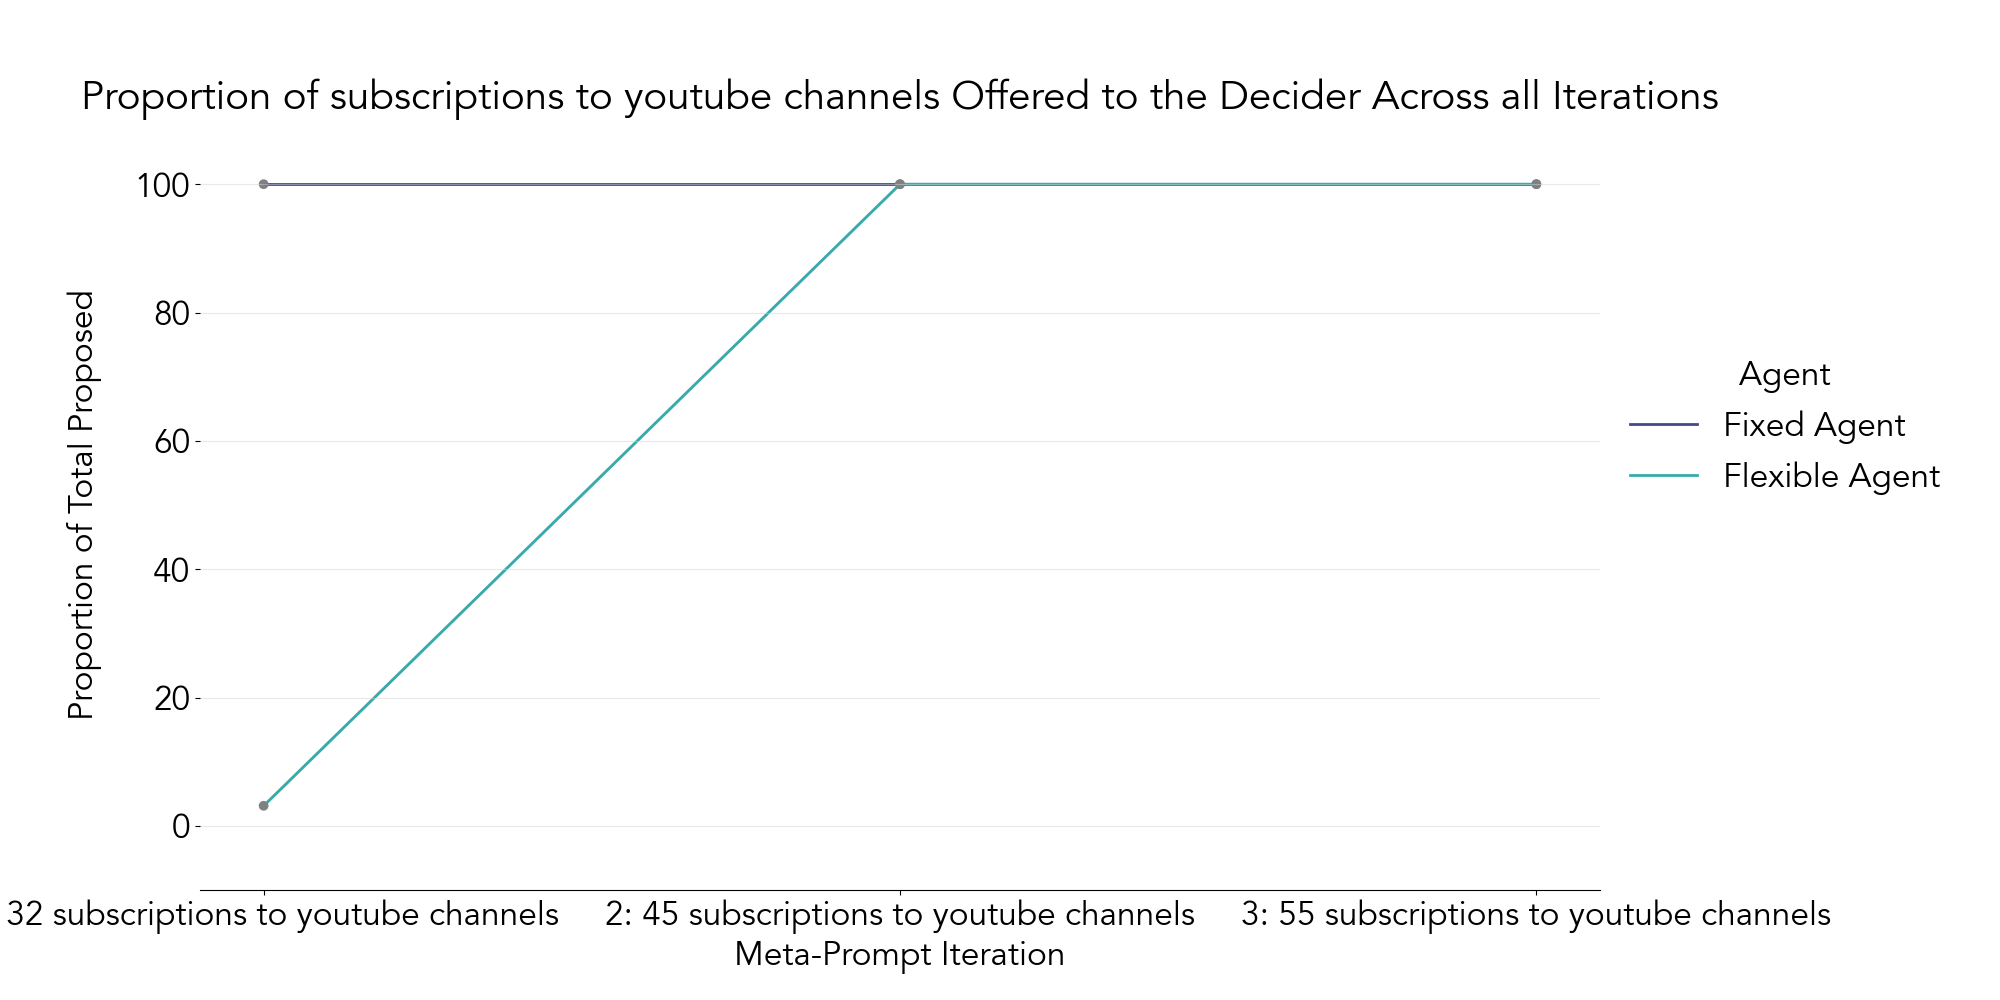 Proportion of subscriptions to youtube channels Offered to the Decider Across all Iterations
100
80
60
40
20
0
Proportion of Total Proposed
Agent
Fixed Agent
Flexible Agent
32 subscriptions to youtube channels
2: 45 subscriptions to youtube channels
3: 55 subscriptions to youtube channels
Meta-Prompt Iteration